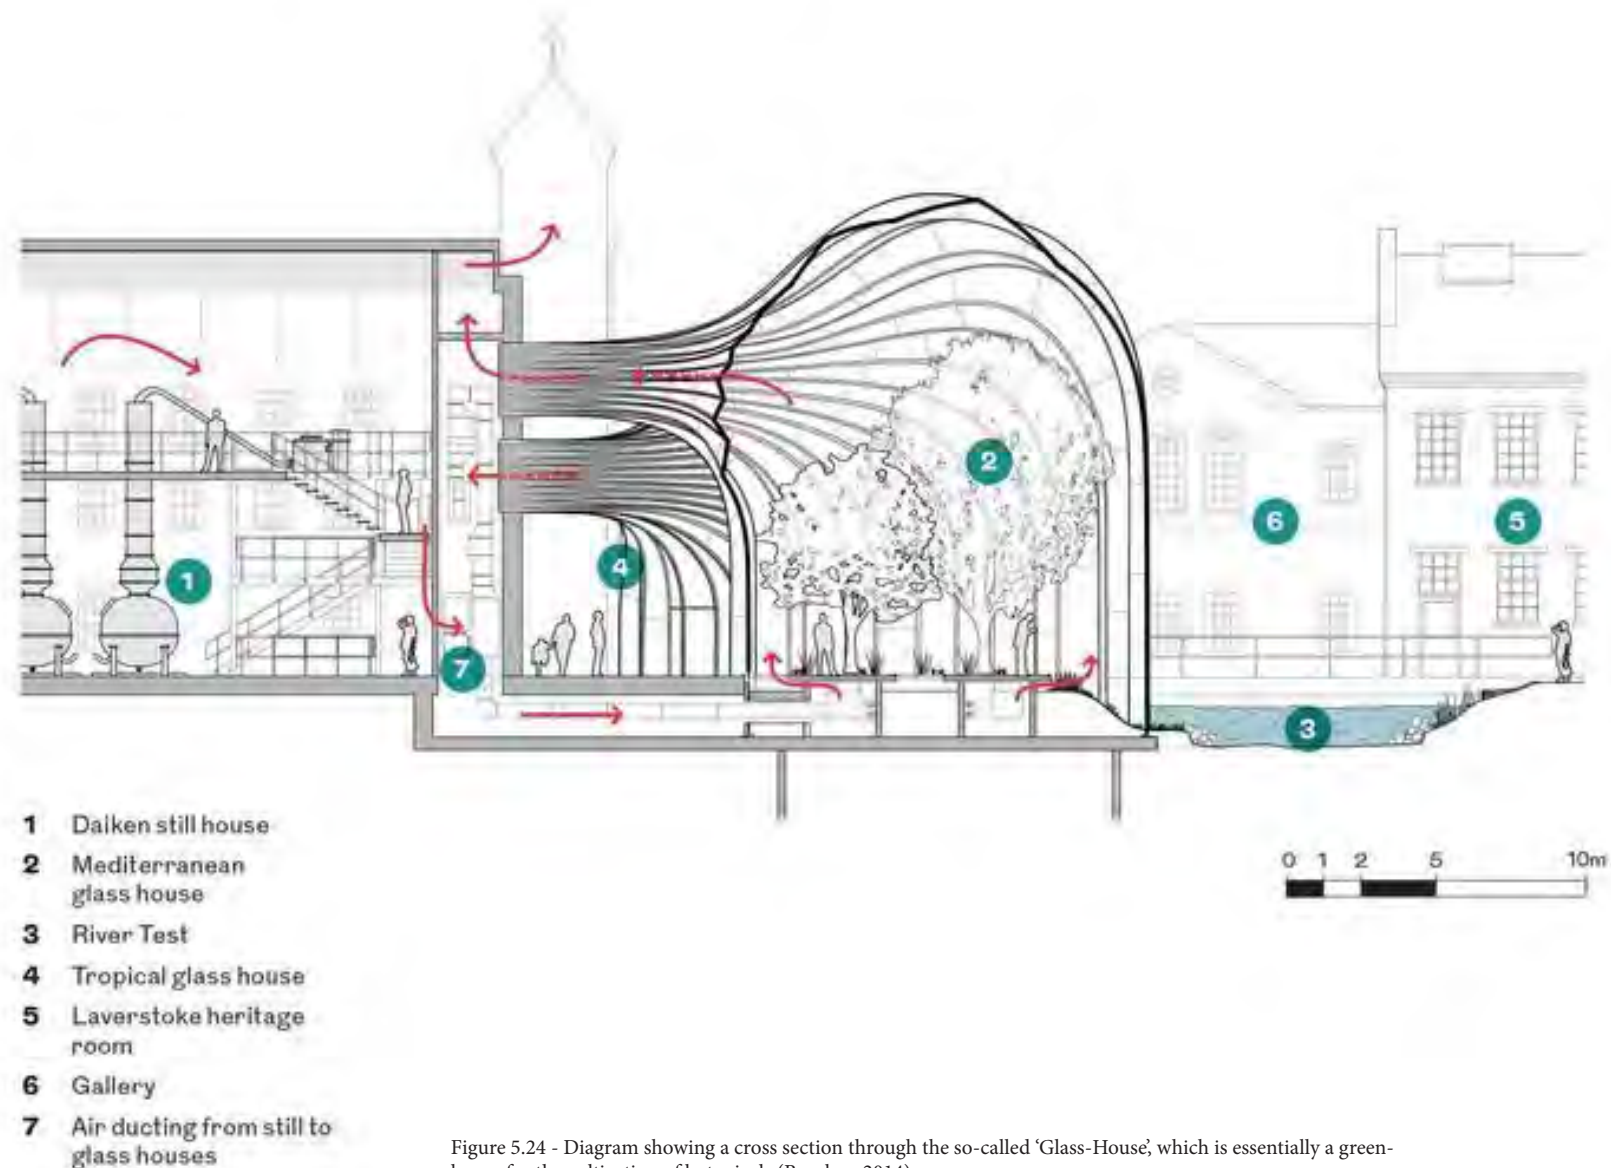 1
2
3
4
5
6
7
0 1 2 5 10m
1 Daiken still house
2 Mediterranean
glass house
3 River Test
4 Tropical glass house
5 Laverstoke heritage
room
6 Gallery
7 Air ducting from still to
glass houses
Figure 5.24 - Diagram showing a cross section through the so-called ‘Glass-House’, which is essentially a green-